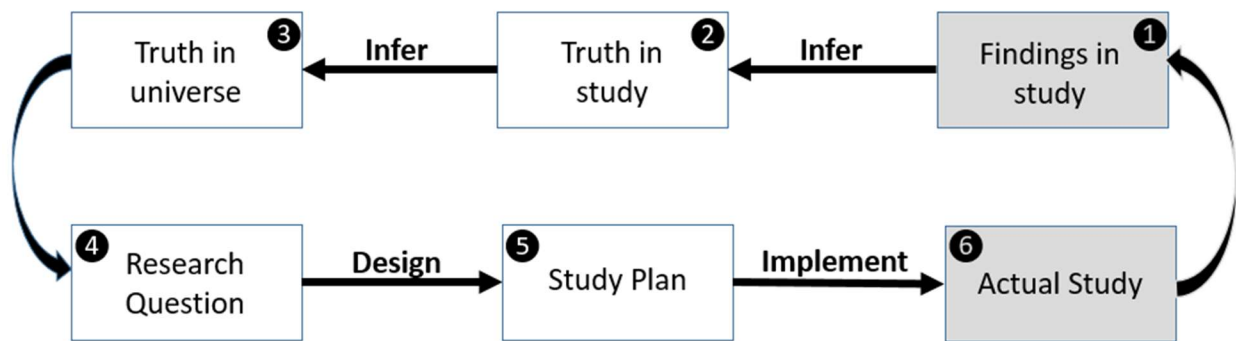 3
Truth in
universe
Infer
2
Truth in
study
Infer
1
Findings in
study
4
Research
Question
Design
5
Study Plan
Implement
6
Actual Study